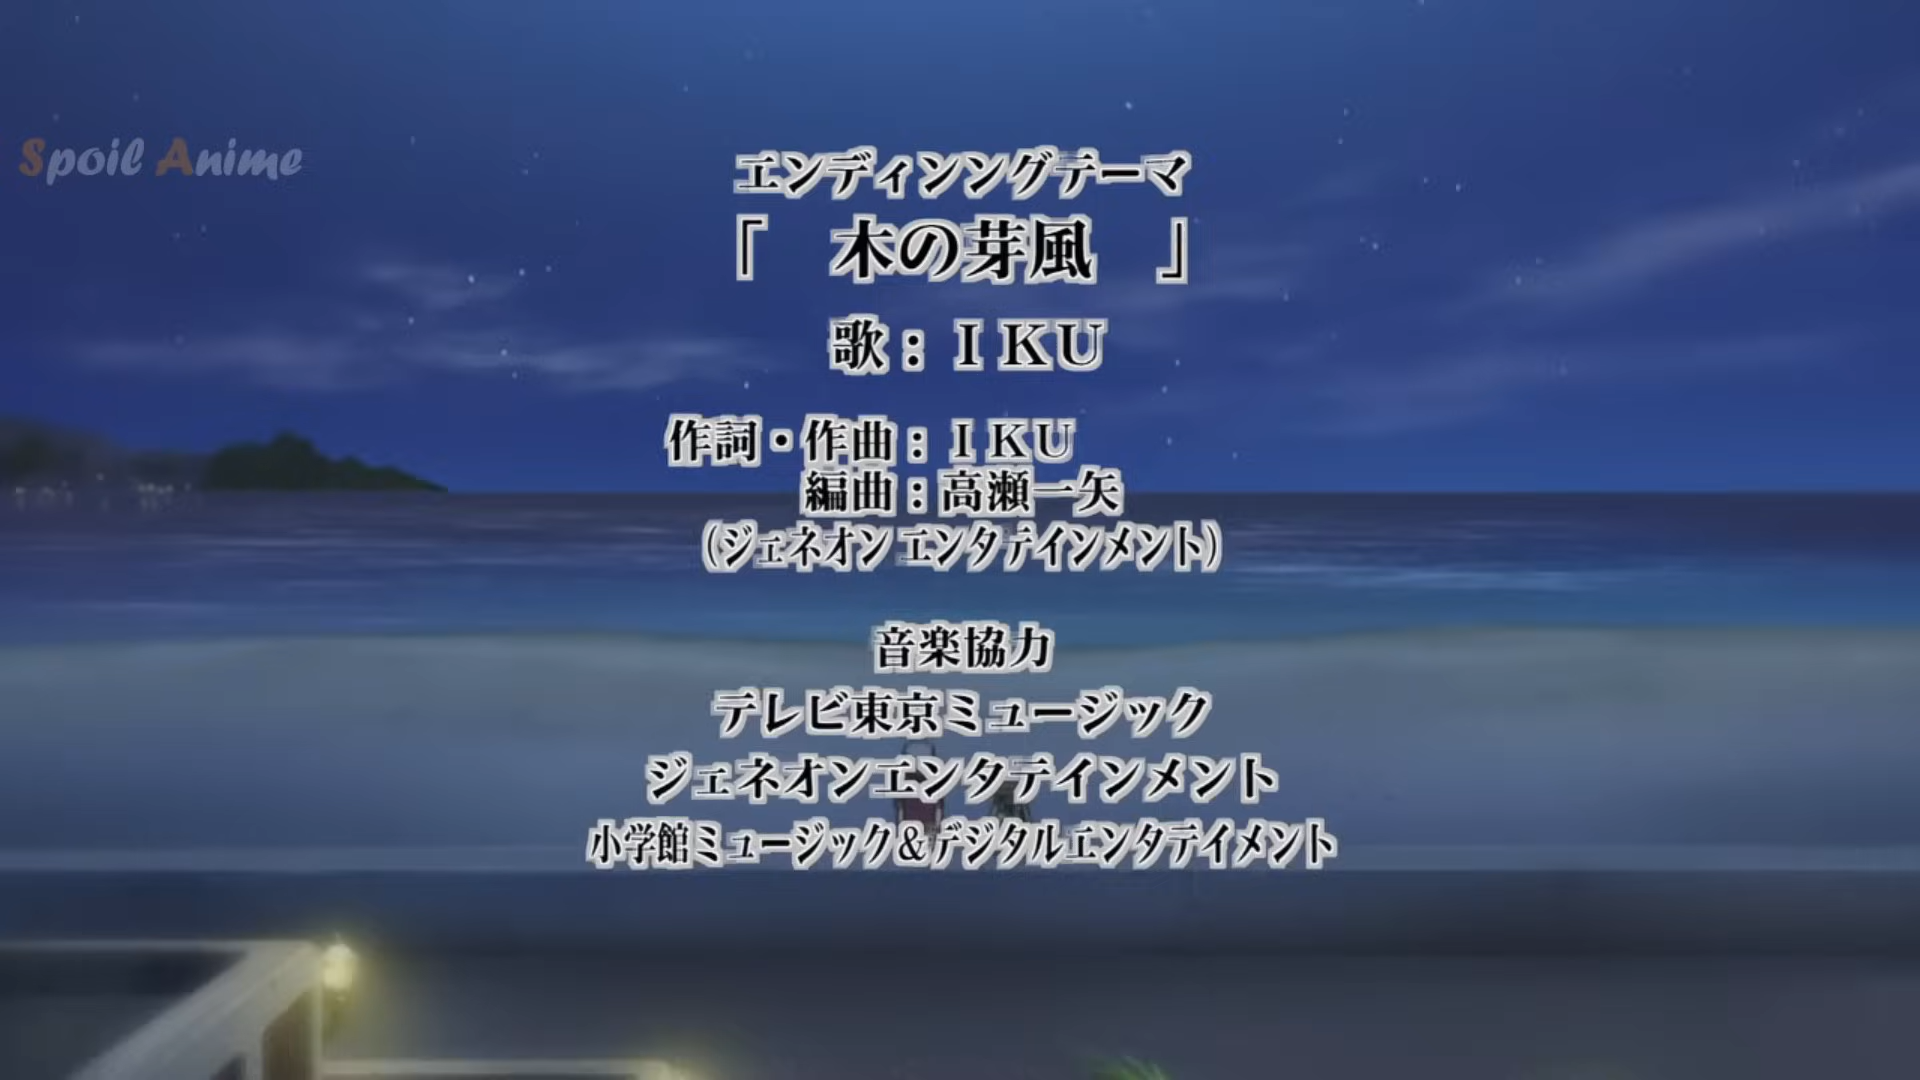 Spoil Anime
エンディンングテーマ
「　木の芽風　」
歌：ＩＫＵ
作詞・作曲：ＩＫＵ
編曲：高瀬一矢
（ジェネオン エンタテインメント）
音楽協力
テレビ東京ミュージック
ジェネオンエンタテインメント
小学館ミュージック＆デジタルエンタテイメント